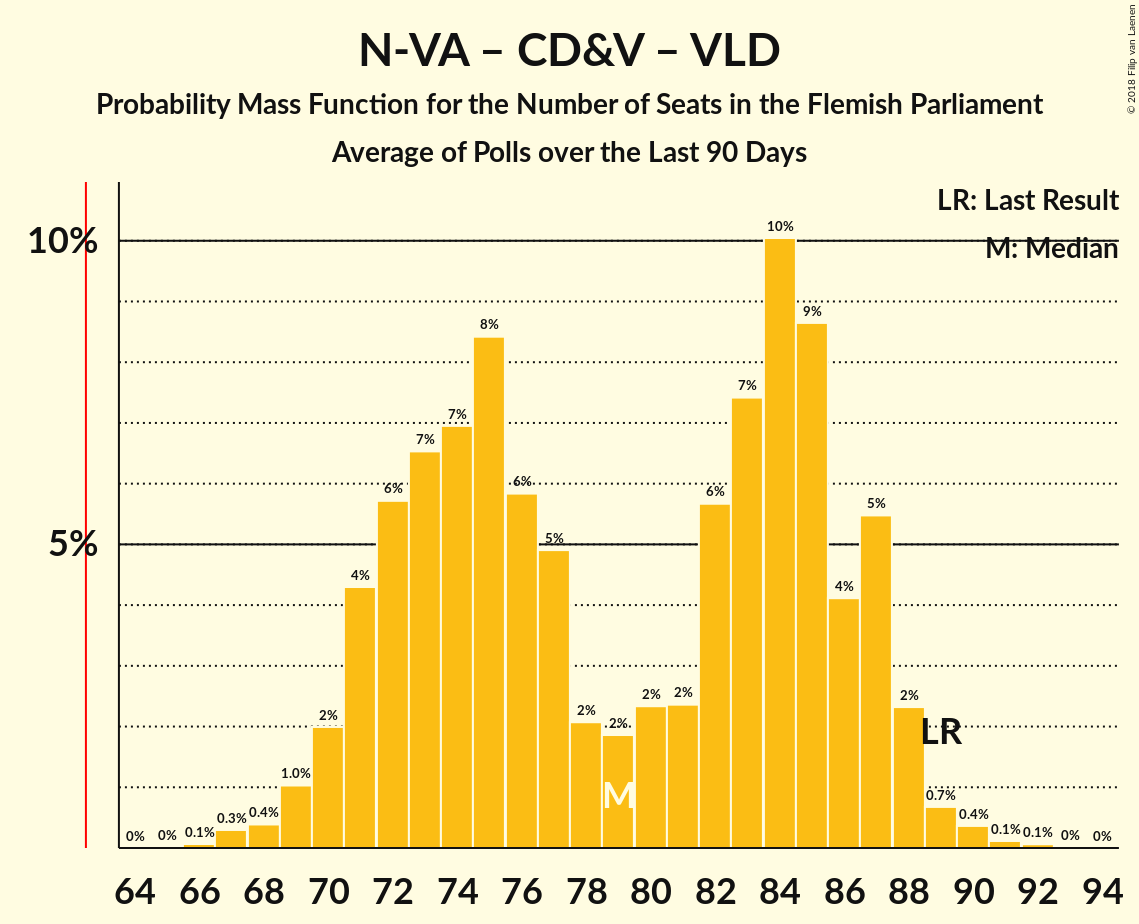 N-VA – CD&V – VLD
Probability Mass Function for the Number of Seats in the Flemish Parliament
Average of Polls over the Last 90 Days
© 2018 Filip van Laenen
LR: Last Result
M: Median
10%
5%
0% 0% 0.1% 0.3% 0.4% 1.0% 2% 4% 6% 7% 7% 8% 6% 5% 2% 2% 2% 2% 6% 7% 10% 9% 4% 5% 2% 0.7% 0.4% 0.1% 0.1% 0% 0%
LR
M
64 66 68 70 72 74 76 78 80 82 84 86 88 90 92 94